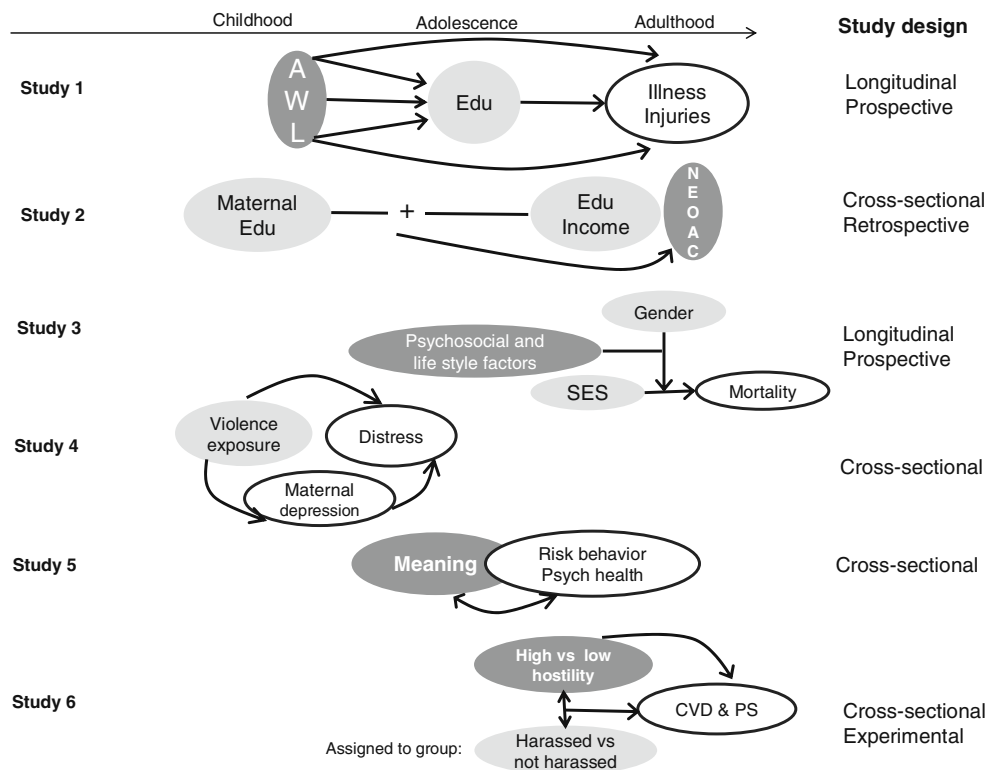 Childhood
Adolescence
Adulthood
Study design
Study 1
A
W
L
Edu
Illness
Injuries
Longitudinal
Prospective
Study 2
Maternal
Edu
+
Edu
Income
N
E
O
A
C
Cross-sectional
Retrospective
Study 3
Gender
Psychosocial and
life style factors
SES
Mortality
Longitudinal
Prospective
Study 4
Violence
exposure
Distress
Maternal
depression
Cross-sectional
Study 5
Meaning
Risk behavior
Psych health
Cross-sectional
Study 6
High vs low
hostility
CVD & PS
Assigned to group:
Harassed vs
not harassed
Cross-sectional
Experimental